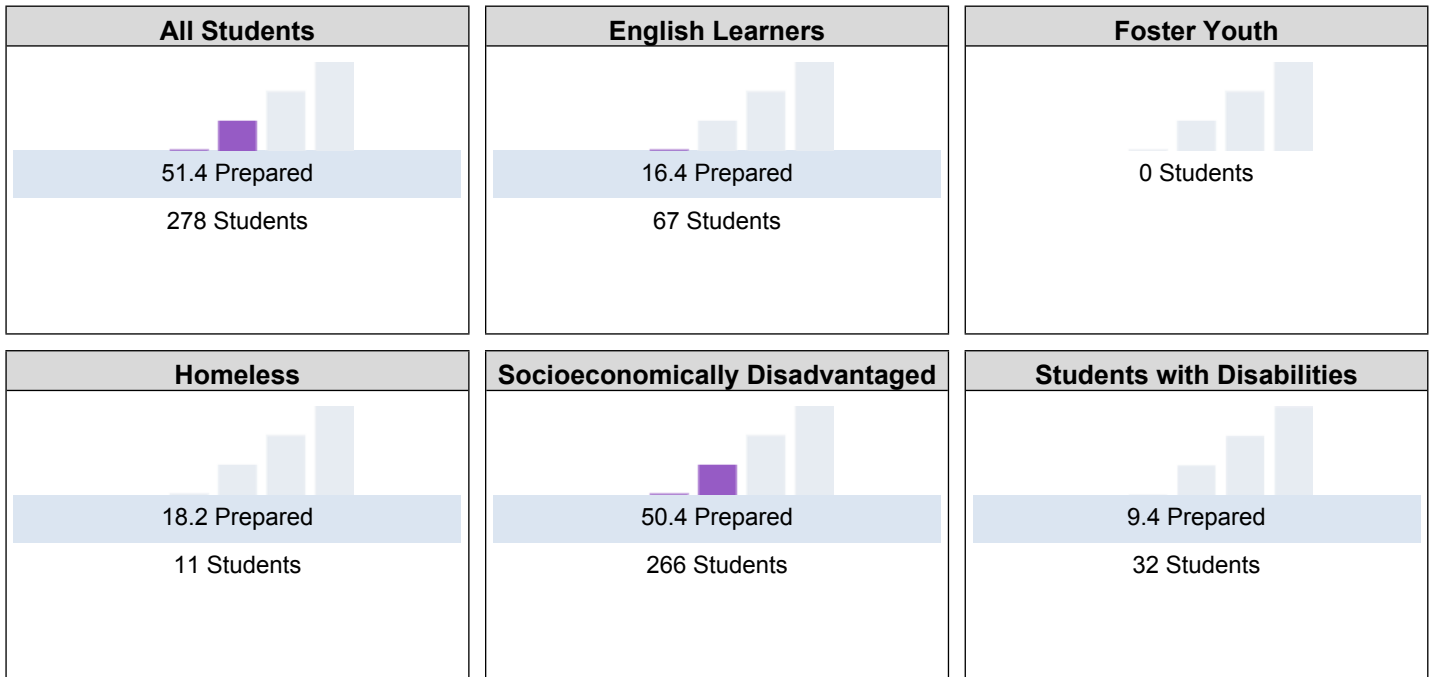 All Students
51.4 Prepared
278 Students
English Learners
16.4 Prepared
67 Students
Foster Youth
0 Students
Homeless
18.2 Prepared
11 Students
Socioeconomically Disadvantaged
50.4 Prepared
266 Students
Students with Disabilities
9.4 Prepared
32 Students